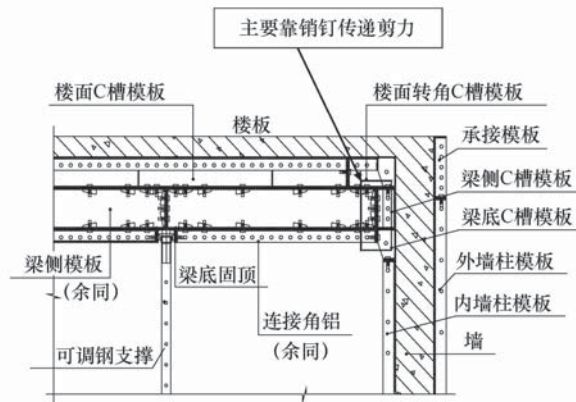 主要靠销钉传递剪力
楼面C槽模板
楼面转角C槽模板
楼板
承接模板
梁侧C槽模板
梁底C槽模板
梁侧模板
(余同)
梁底固顶
外墙柱模板
连接角铝
(余同)
内墙柱模板
可调钢支撑
墙